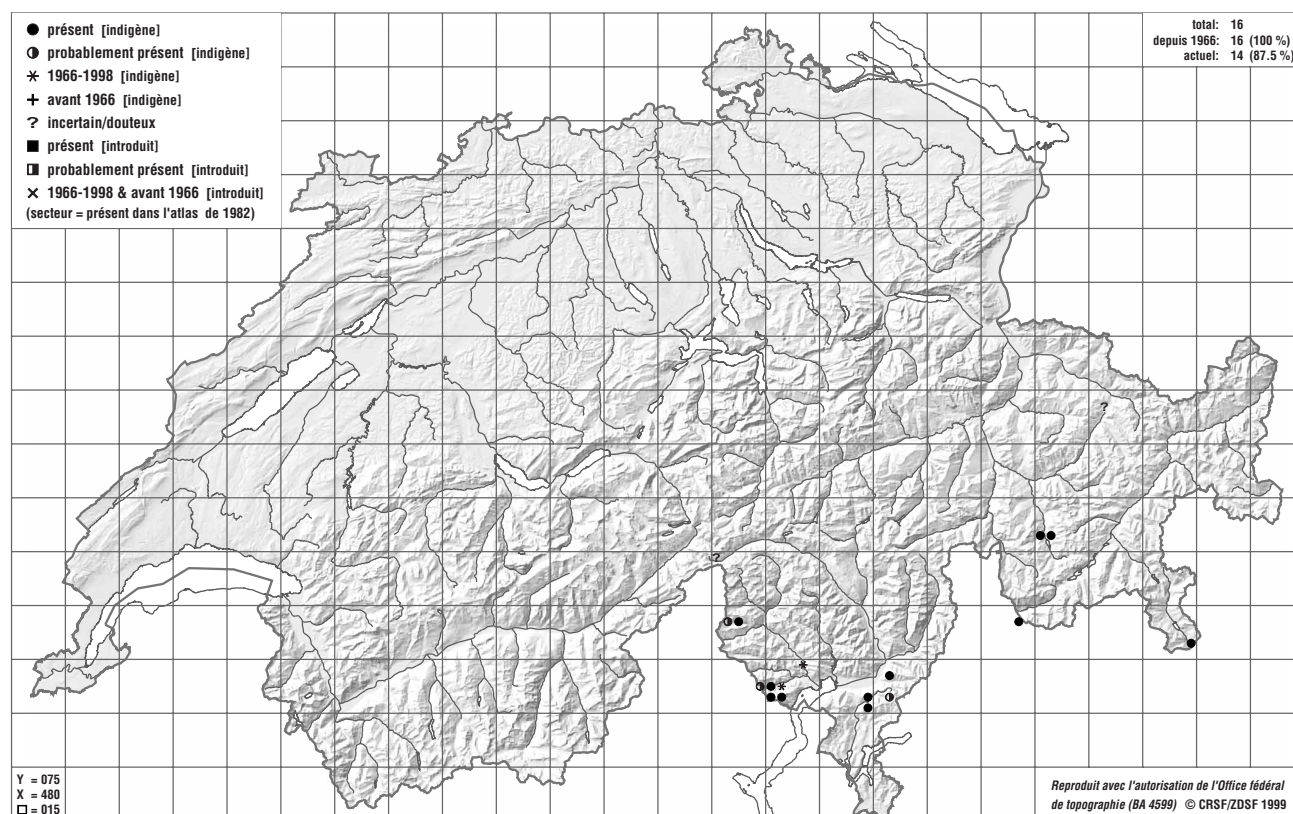 ● présent [indigène]
◑ probablement présent [indigène]
✳ 1966-1998 [indigène]
+ avant 1966 [indigène]
? incertain/douteux
■ présent [introduit]
◨ probablement présent [introduit]
× 1966-1998 & avant 1966 [introduit]
(secteur = présent dans l'atlas de 1982)
total: 16
depuis 1966: 16 (100 %)
actuel: 14 (87.5 %)
?
?
Y = 075
X = 480
□ = 015
Reproduit avec l'autorisation de l'Office fédéral
de topographie (BA 4599) © CRSF/ZDSF 1999